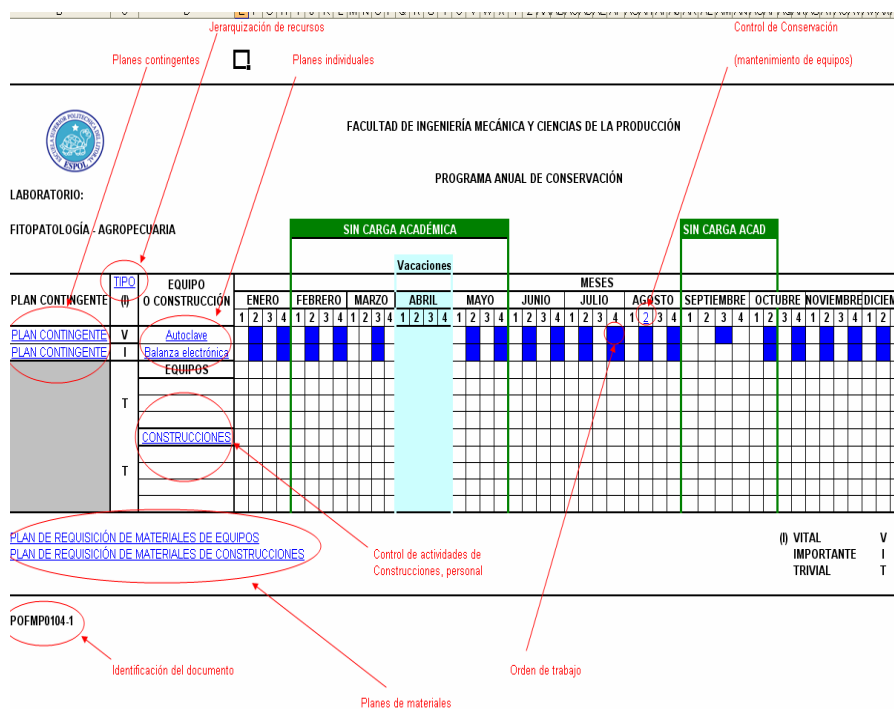 Jerarquización de recursos
Control de Conservación
Planes contingentes
Planes individuales
(mantenimiento de equipos)
ESCUELA SUPERIOR POLITECNICA DEL LITORAL
ESPOL
FACULTAD DE INGENIERÍA MECÁNICA Y CIENCIAS DE LA PRODUCCIÓN
PROGRAMA ANUAL DE CONSERVACIÓN
LABORATORIO:
FITOPATOLOGÍA - AGROPECUARIA
SIN CARGA ACADÉMICA
SIN CARGA ACAD
Vacaciones
TIPO EQUIPO MESES
PLAN CONTINGENTE (I) O CONSTRUCCIÓN ENERO FEBRERO MARZO ABRIL MAYO JUNIO JULIO AGOSTO SEPTIEMBRE OCTUBRE NOVIEMBRE DICIEM
1 2 3 4 1 2 3 4 1 2 3 4 1 2 3 4 1 2 3 4 1 2 3 4 1 2 3 4 1 2 3 4 1 2 3 4 1 2 3 4 1 2 3 4 1 2
PLAN CONTINGENTE V Autoclave
PLAN CONTINGENTE I Balanza electrónica
EQUIPOS
T
CONSTRUCCIONES
T
PLAN DE REQUISICIÓN DE MATERIALES DE EQUIPOS
PLAN DE REQUISICIÓN DE MATERIALES DE CONSTRUCCIONES
(I) VITAL V
IMPORTANTE I
TRIVIAL T
Control de actividades de
Construcciones, personal
POFMP0104-1
Identificación del documento
Orden de trabajo
Planes de materiales